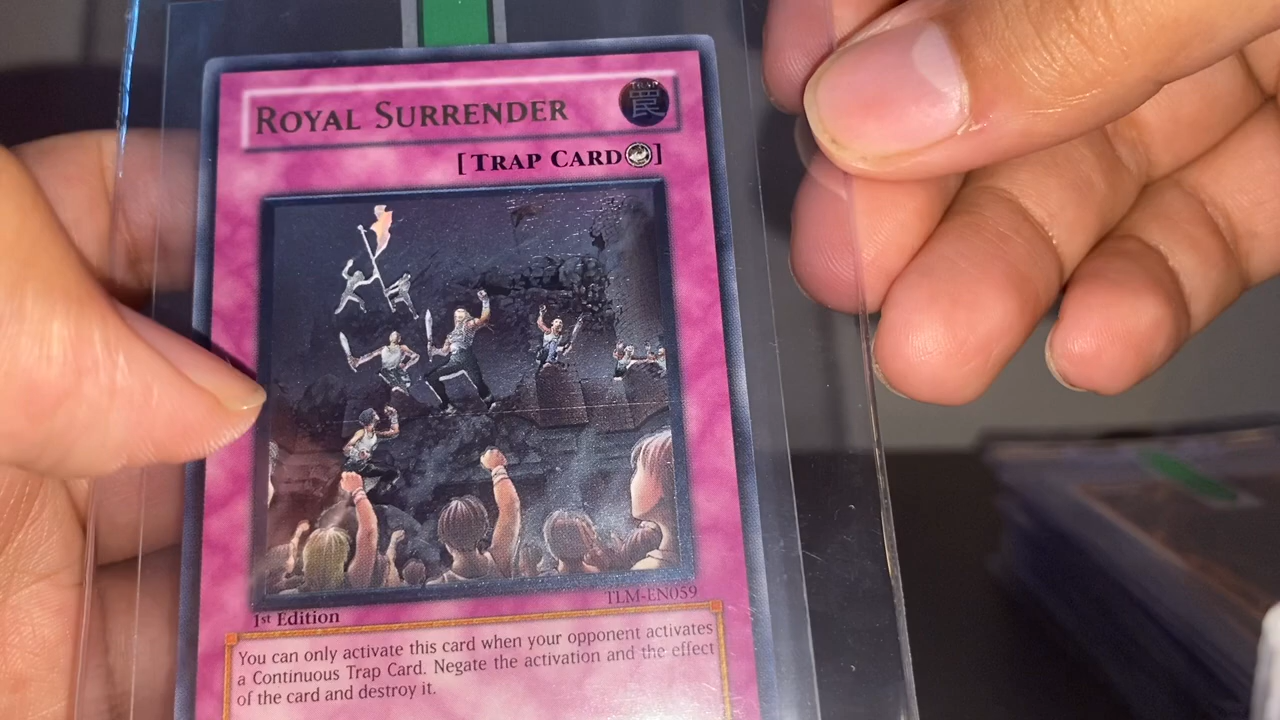 ROYAL SURRENDER
TRAP
罠
[TRAP CARD]
TLM-EN059
1st Edition
You can only activate this card when your opponent activates
a Continuous Trap Card. Negate the activation and the effect
of the card and destroy it.